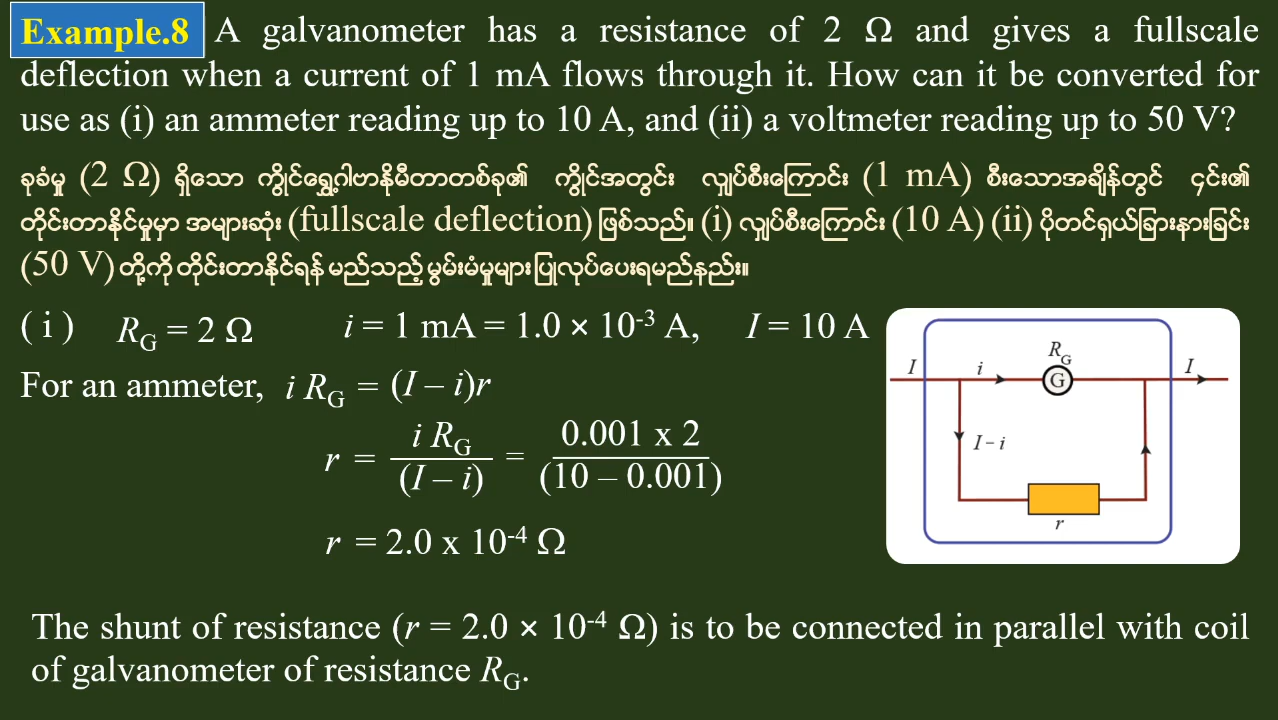 Example.8 A galvanometer has a resistance of 2 Ω and gives a fullscale
deflection when a current of 1 mA flows through it. How can it be converted for
use as (i) an ammeter reading up to 10 A, and (ii) a voltmeter reading up to 50 V?
ခုခံမှု (2 Ω) ရှိသော ကွိုင်ရွှေ့ဂါဗာနိုမီတာတစ်ခု၏ ကွိုင်အတွင်း လျှပ်စီးကြောင်း (1 mA) စီးသောအချိန်တွင် ၄င်း၏
တိုင်းတာနိုင်မှုမှာ အများဆုံး (fullscale deflection) ဖြစ်သည်။ (i) လျှပ်စီးကြောင်း (10 A) (ii) ပိုတင်ရှယ်ခြားနားခြင်း
(50 V) တို့ကို တိုင်းတာနိုင်ရန် မည်သည့် မွမ်းမံမှုများ ပြုလုပ်ပေးရမည်နည်း။
( i ) R_G = 2 Ω i = 1 mA = 1.0 × 10⁻³ A, I = 10 A
For an ammeter, i R_G = (I – i)r
r = i R_G / (I – i) = 0.001 x 2 / (10 – 0.001)
r = 2.0 x 10⁻⁴ Ω
R_G
I i G I
I – i
r
The shunt of resistance (r = 2.0 × 10⁻⁴ Ω) is to be connected in parallel with coil
of galvanometer of resistance R_G.